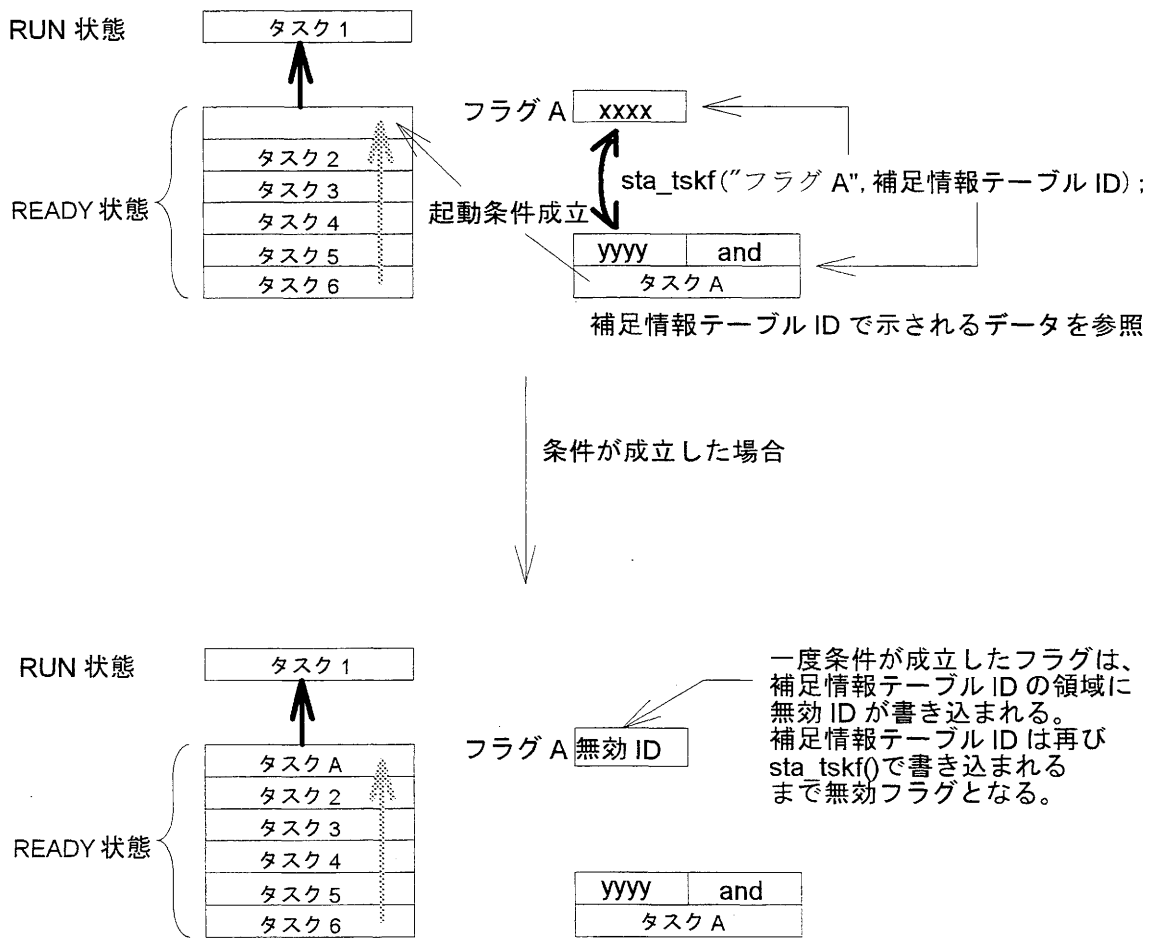 RUN 状態
タスク 1
フラグ A
xxxx
タスク 2
タスク 3
タスク 4
タスク 5
タスク 6
READY 状態
sta_tskf("フラグ A", 補足情報テーブル ID) ;
起動条件成立
yyyy
and
タスク A
補足情報テーブル ID で示されるデータを参照
条件が成立した場合
RUN 状態
タスク 1
一度条件が成立したフラグは、
補足情報テーブル ID の領域に
無効 ID が書き込まれる。
補足情報テーブル ID は再び
sta_tskf()で書き込まれる
まで無効フラグとなる。
フラグ A
無効 ID
タスク A
タスク 2
タスク 3
タスク 4
タスク 5
タスク 6
READY 状態
yyyy
and
タスク A